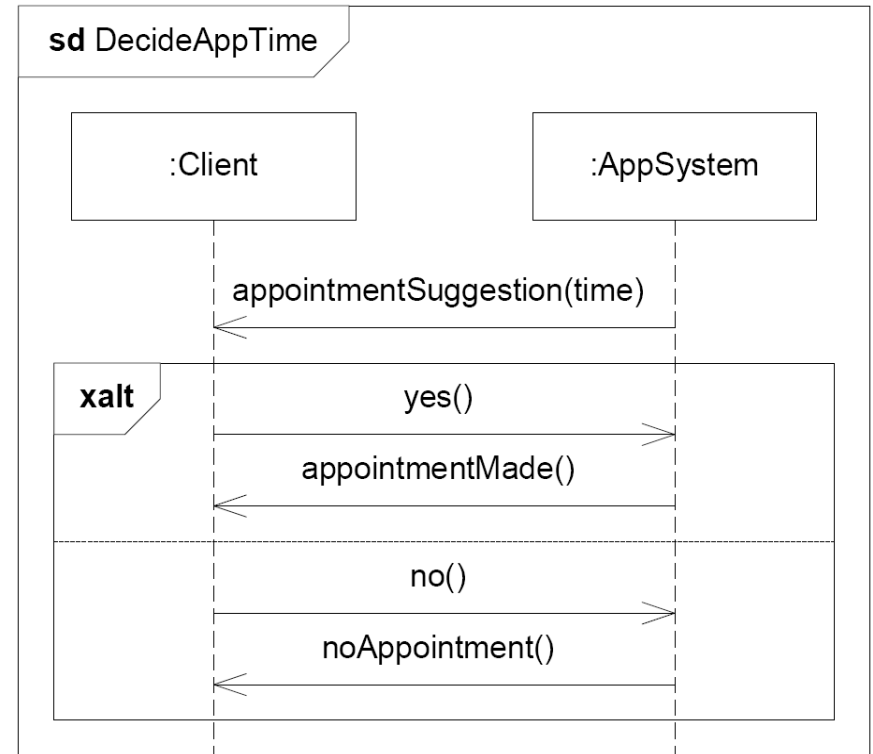 sd DecideAppTime
:Client
:AppSystem
appointmentSuggestion(time)
xalt
yes()
appointmentMade()
no()
noAppointment()